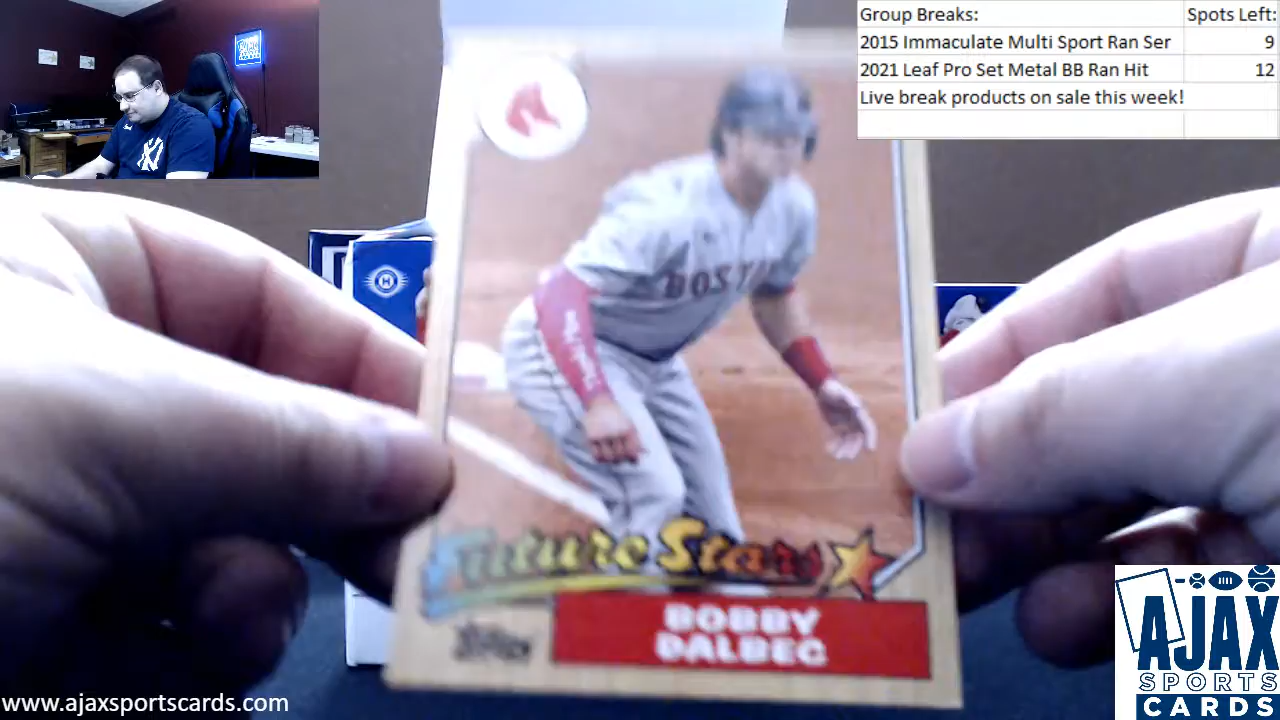 Group Breaks: Spots Left:
2015 Immaculate Multi Sport Ran Ser 9
2021 Leaf Pro Set Metal BB Ran Hit 12
Live break products on sale this week!
BOSTON
Future Stars
BOBBY
DALBEC
Topps
www.ajaxsportscards.com
AJAX
SPORTS
CARDS